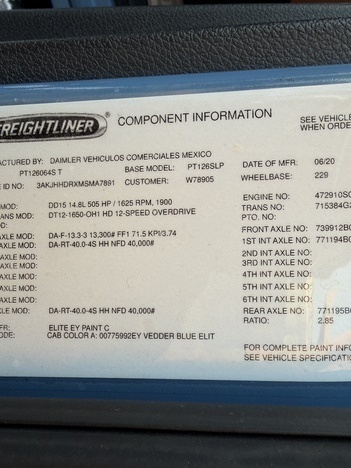 FREIGHTLINER®
COMPONENT INFORMATION
SEE VEHICLE
WHEN ORDE
ACTURED BY: DAIMLER VEHICULOS COMERCIALES MEXICO
PT126064S T BASE MODEL: PT126SLP DATE OF MFR: 06/20
E ID NO: 3AKJHHDRXMSMA7891 CUSTOMER: W78905 WHEELBASE: 229
MOD: DD15 14.8L 505 HP / 1625 RPM, 1900 ENGINE NO: 472910SC
ANS MOD: DT12-1650-OH1 HD 12-SPEED OVERDRIVE TRANS NO: 715384G2
PTO. NO:
AXLE MOD: DA-F-13.3-3 13,300# FF1 71.5 KPI/3.74 FRONT AXLE NO: 739912B
AXLE MOD: DA-RT-40.0-4S HH NFD 40,000# 1ST INT AXLE NO: 771194B
AXLE MOD: 2ND INT AXLE NO:
AXLE MOD: 3RD INT AXLE NO:
AXLE MOD: 4TH INT AXLE NO:
AXLE MOD: 5TH INT AXLE NO:
AXLE MOD: 6TH INT AXLE NO:
AXLE MOD: DA-RT-40.0-4S HH NFD 40,000# REAR AXLE NO: 771195B
RATIO: 2.85
FR: ELITE EY PAINT C
ODE: CAB COLOR A: 00775992EY VEDDER BLUE ELIT
FOR COMPLETE PAINT INF
SEE VEHICLE SPECIFICATIO